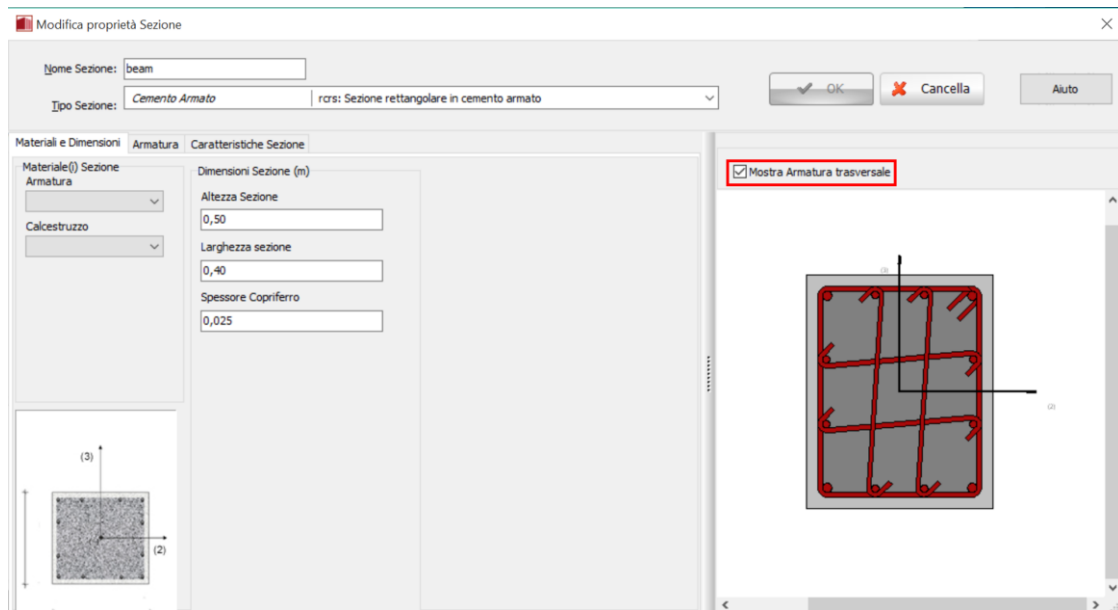 Modifica proprietà Sezione
Nome Sezione: beam
Tipo Sezione: Cemento Armato rcrs: Sezione rettangolare in cemento armato
OK Cancella Aiuto
Materiali e Dimensioni Armatura Caratteristiche Sezione
Materiale(i) Sezione
Armatura
Calcestruzzo
Dimensioni Sezione (m)
Altezza Sezione
0,50
Larghezza sezione
0,40
Spessore Copriferro
0,025
Mostra Armatura trasversale
(3)
(2)
(3)
(2)